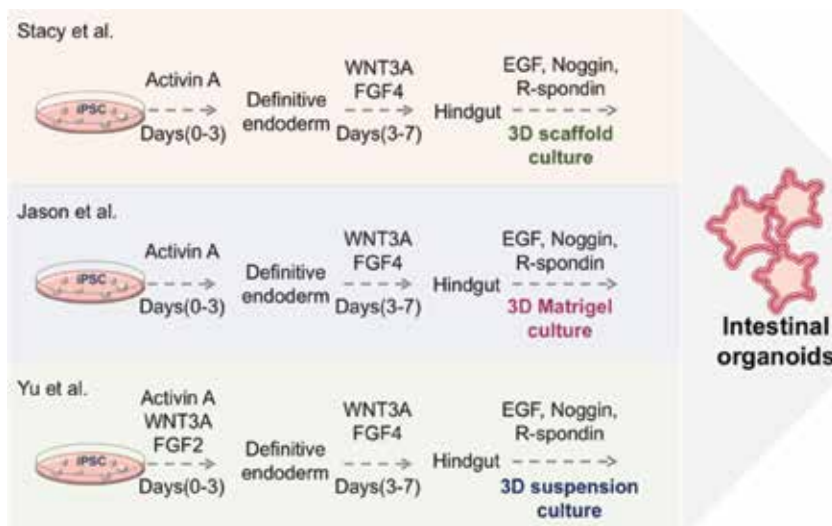 Stacy et al.
iPSC
Activin A
Days(0-3)
Definitive
endoderm
WNT3A
FGF4
Days(3-7)
Hindgut
EGF, Noggin,
R-spondin
3D scaffold
culture
Jason et al.
iPSC
Activin A
Days(0-3)
Definitive
endoderm
WNT3A
FGF4
Days(3-7)
Hindgut
EGF, Noggin,
R-spondin
3D Matrigel
culture
Yu et al.
iPSC
Activin A
WNT3A
FGF2
Days(0-3)
Definitive
endoderm
WNT3A
FGF4
Days(3-7)
Hindgut
EGF, Noggin,
R-spondin
3D suspension
culture
Intestinal
organoids